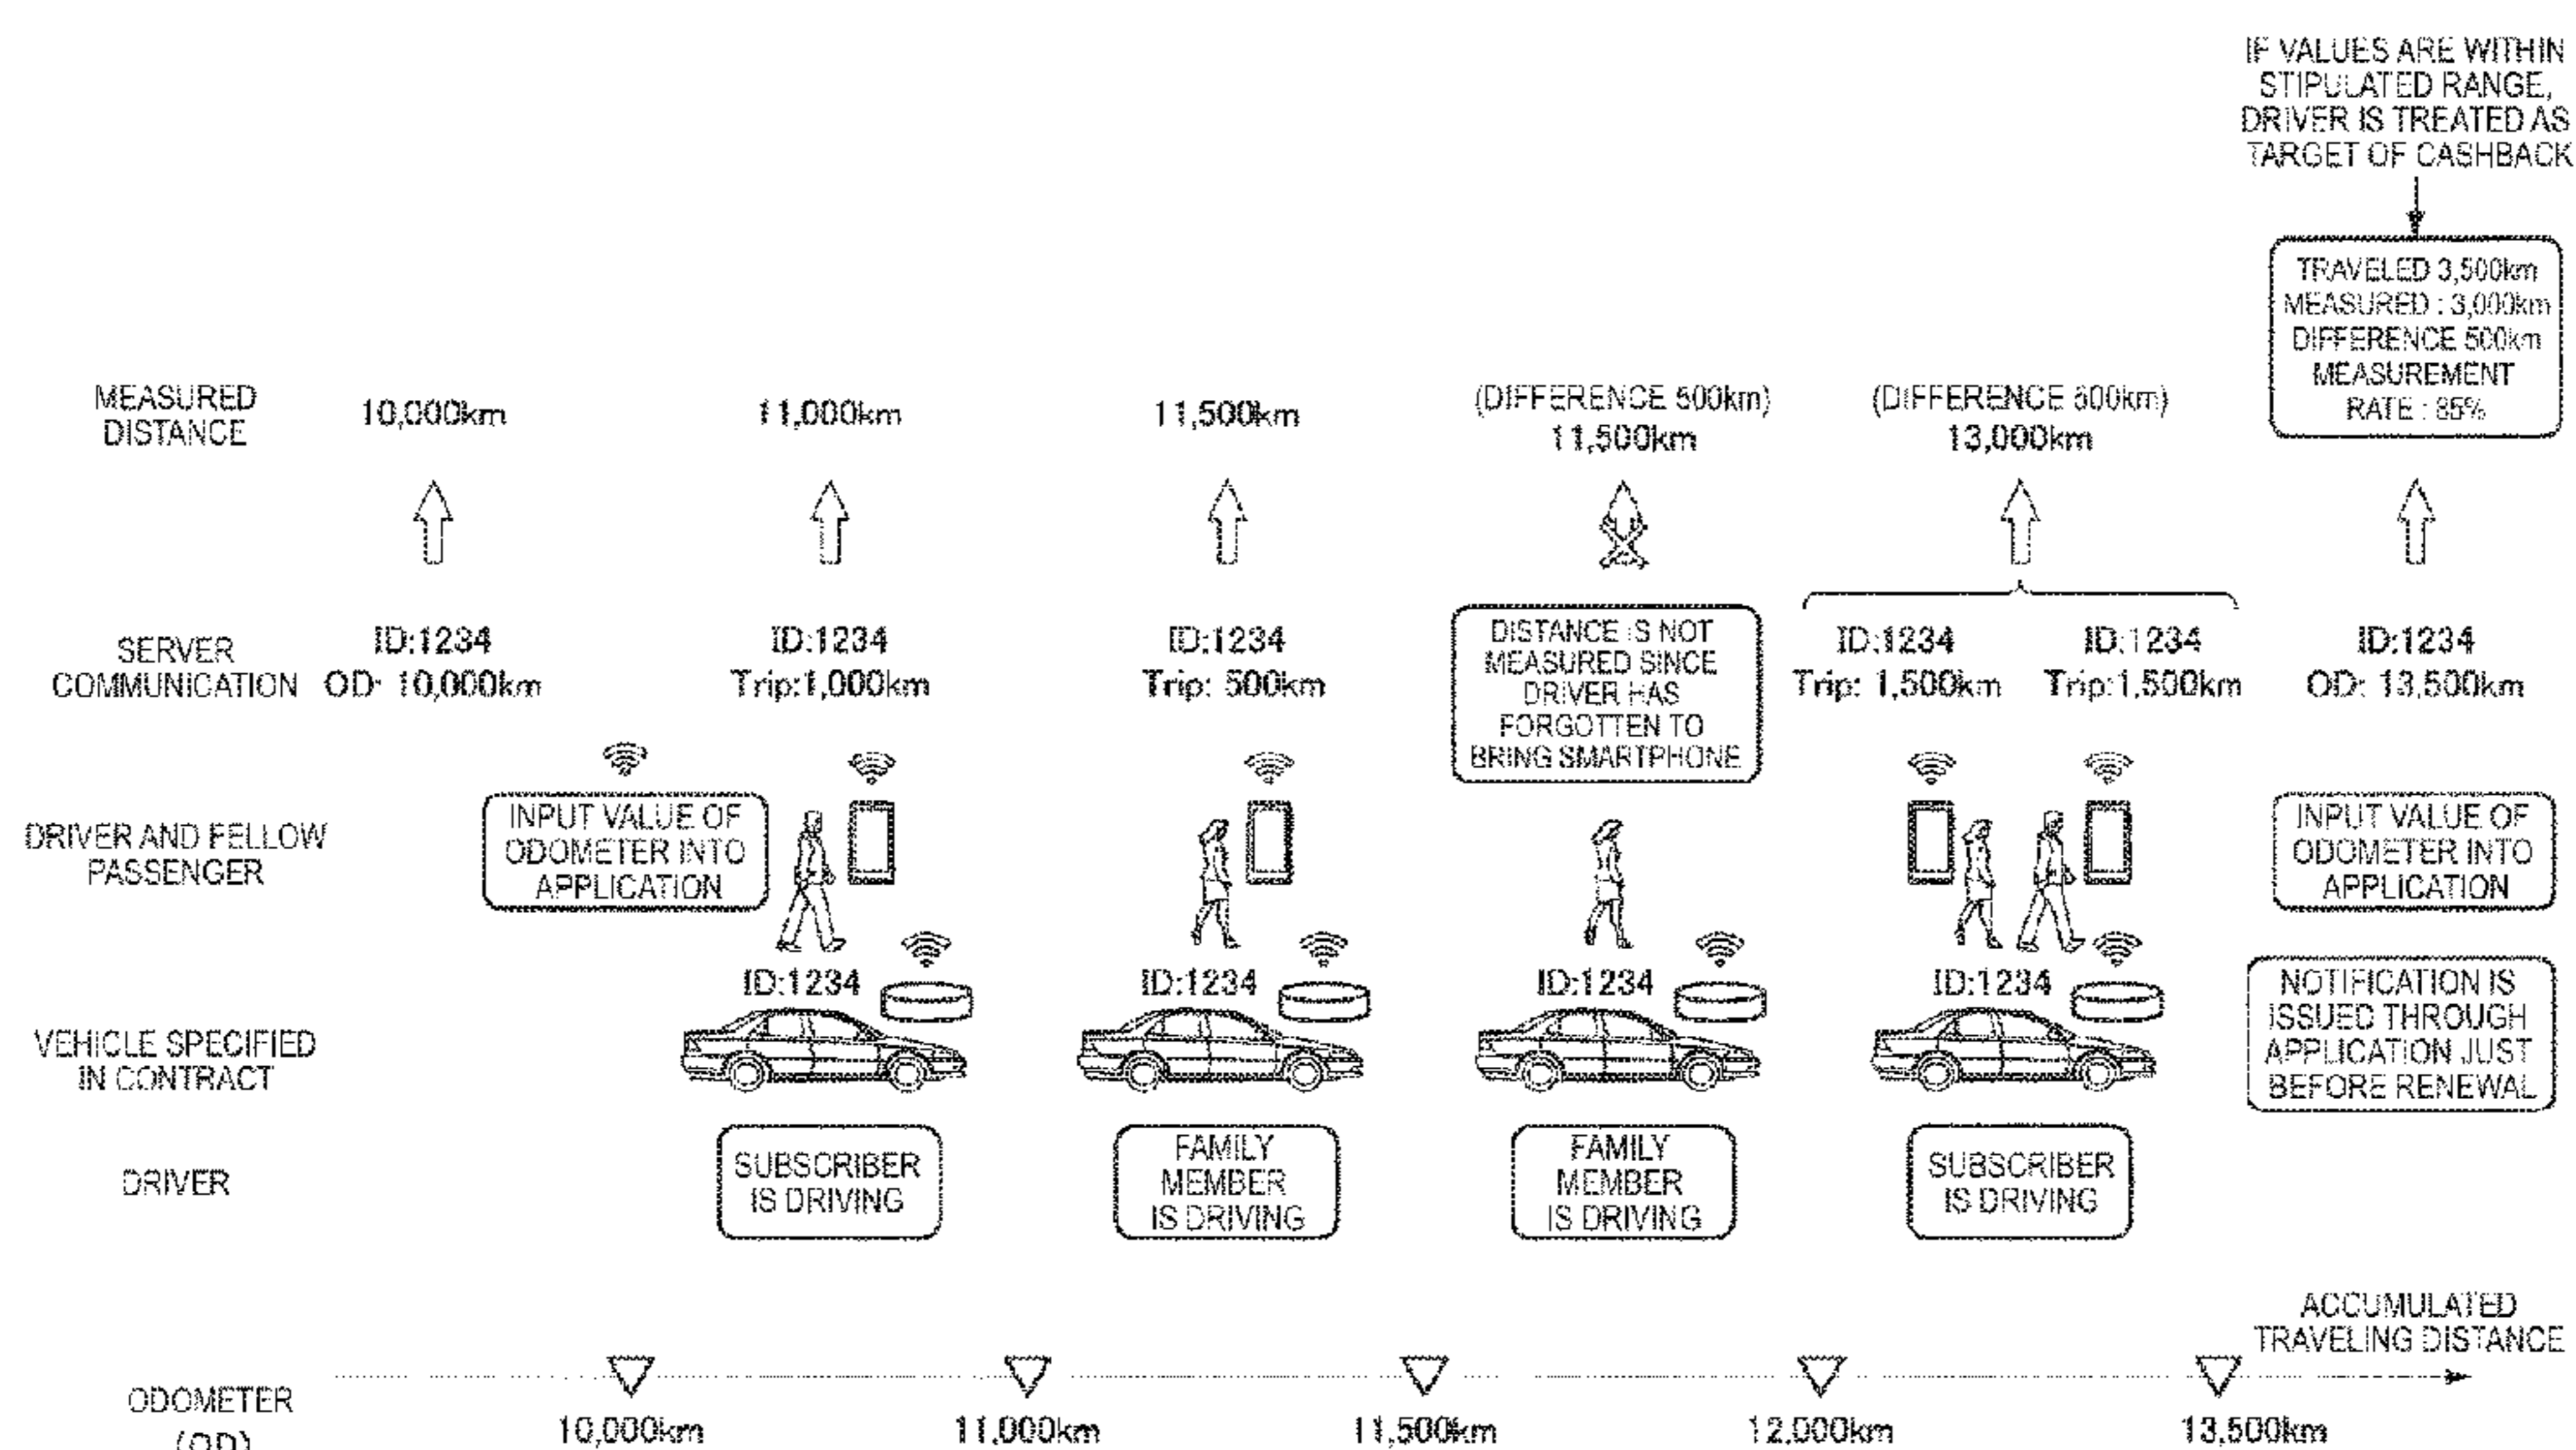 IF VALUES ARE WITHIN
STIPULATED RANGE,
DRIVER IS TREATED AS
TARGET OF CASHBACK
TRAVELED 3,500km
MEASURED : 3,000km
DIFFERENCE 500km
MEASUREMENT
RATE : 85%
MEASURED
DISTANCE
10,000km
11,000km
11,500km
(DIFFERENCE 500km)
11,500km
(DIFFERENCE 500km)
13,000km
SERVER
COMMUNICATION
ID:1234
OD: 10,000km
ID:1234
Trip:1,000km
ID:1234
Trip: 500km
DISTANCE IS NOT
MEASURED SINCE
DRIVER HAS
FORGOTTEN TO
BRING SMARTPHONE
ID:1234
Trip: 1,500km
ID:1234
Trip:1,500km
ID:1234
OD: 13,500km
DRIVER AND FELLOW
PASSENGER
INPUT VALUE OF
ODOMETER INTO
APPLICATION
INPUT VALUE OF
ODOMETER INTO
APPLICATION
VEHICLE SPECIFIED
IN CONTRACT
ID:1234
ID:1234
ID:1234
ID:1234
NOTIFICATION IS
ISSUED THROUGH
APPLICATION JUST
BEFORE RENEWAL
DRIVER
SUBSCRIBER
IS DRIVING
FAMILY
MEMBER
IS DRIVING
FAMILY
MEMBER
IS DRIVING
SUBSCRIBER
IS DRIVING
ACCUMULATED
TRAVELING DISTANCE
ODOMETER
(OD)
10,000km
11,000km
11,500km
12,000km
13,500km